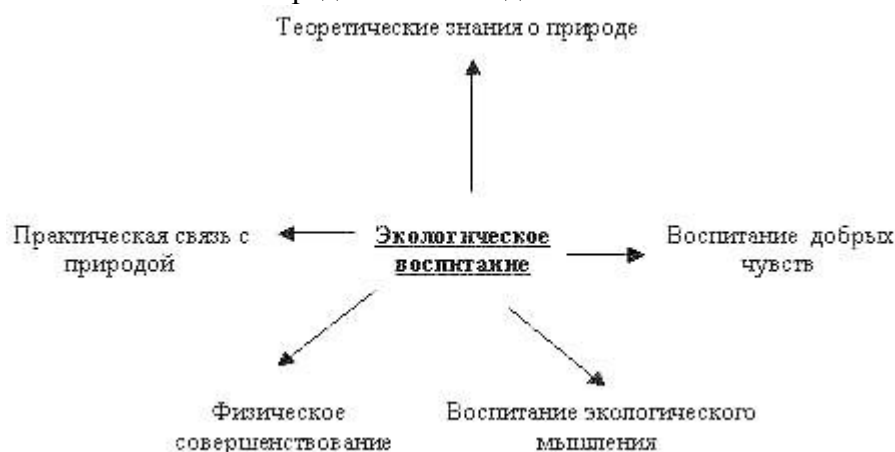 Теоретические знания о природе
Практическая связь с
природой
Экологическое
воспитание
Воспитание добрых
чувств
Физическое
совершенствование
Воспитание экологического
мышления